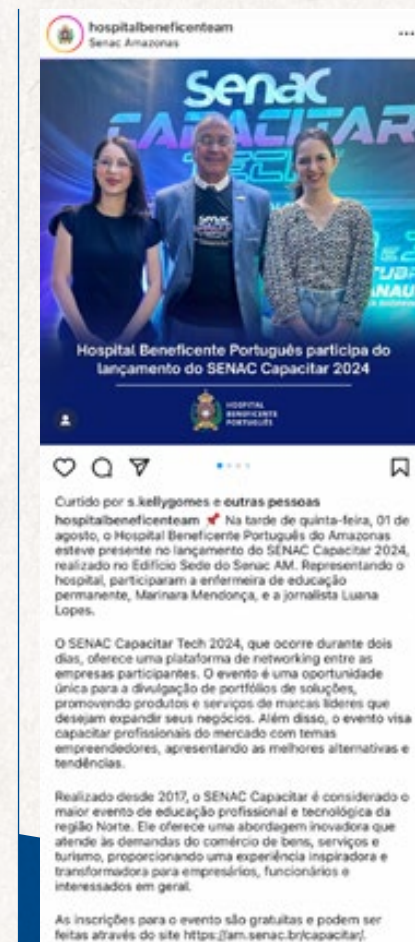 hospitalbeneficenteam
Senac Amazonas
Senac
CAPACITAR
TECH
senac
CAPACITAR
TUBR
ANAU
Hospital Beneficente Português participa do
lançamento do SENAC Capacitar 2024
HOSPITAL
BENEFICENTE
PORTUGUÊS
Curtido por s.kellygomes e outras pessoas
hospitalbeneficenteam 📌 Na tarde de quinta-feira, 01 de
agosto, o Hospital Beneficente Português do Amazonas
esteve presente no lançamento do SENAC Capacitar 2024,
realizado no Edifício Sede do Senac AM. Representando o
hospital, participaram a enfermeira de educação
permanente, Marinara Mendonça, e a jornalista Luana
Lopes.
O SENAC Capacitar Tech 2024, que ocorre durante dois
dias, oferece uma plataforma de networking entre as
empresas participantes. O evento é uma oportunidade
única para a divulgação de portfólios de soluções,
promovendo produtos e serviços de marcas líderes que
desejam expandir seus negócios. Além disso, o evento visa
capacitar profissionais do mercado com temas
empreendedores, apresentando as melhores alternativas e
tendências.
Realizado desde 2017, o SENAC Capacitar é considerado o
maior evento de educação profissional e tecnológica da
região Norte. Ele oferece uma abordagem inovadora que
atende às demandas do comércio de bens, serviços e
turismo, proporcionando uma experiência inspiradora e
transformadora para empresários, funcionários e
interessados em geral.
As inscrições para o evento são gratuitas e podem ser
feitas através do site https://am.senac.br/capacitar/.